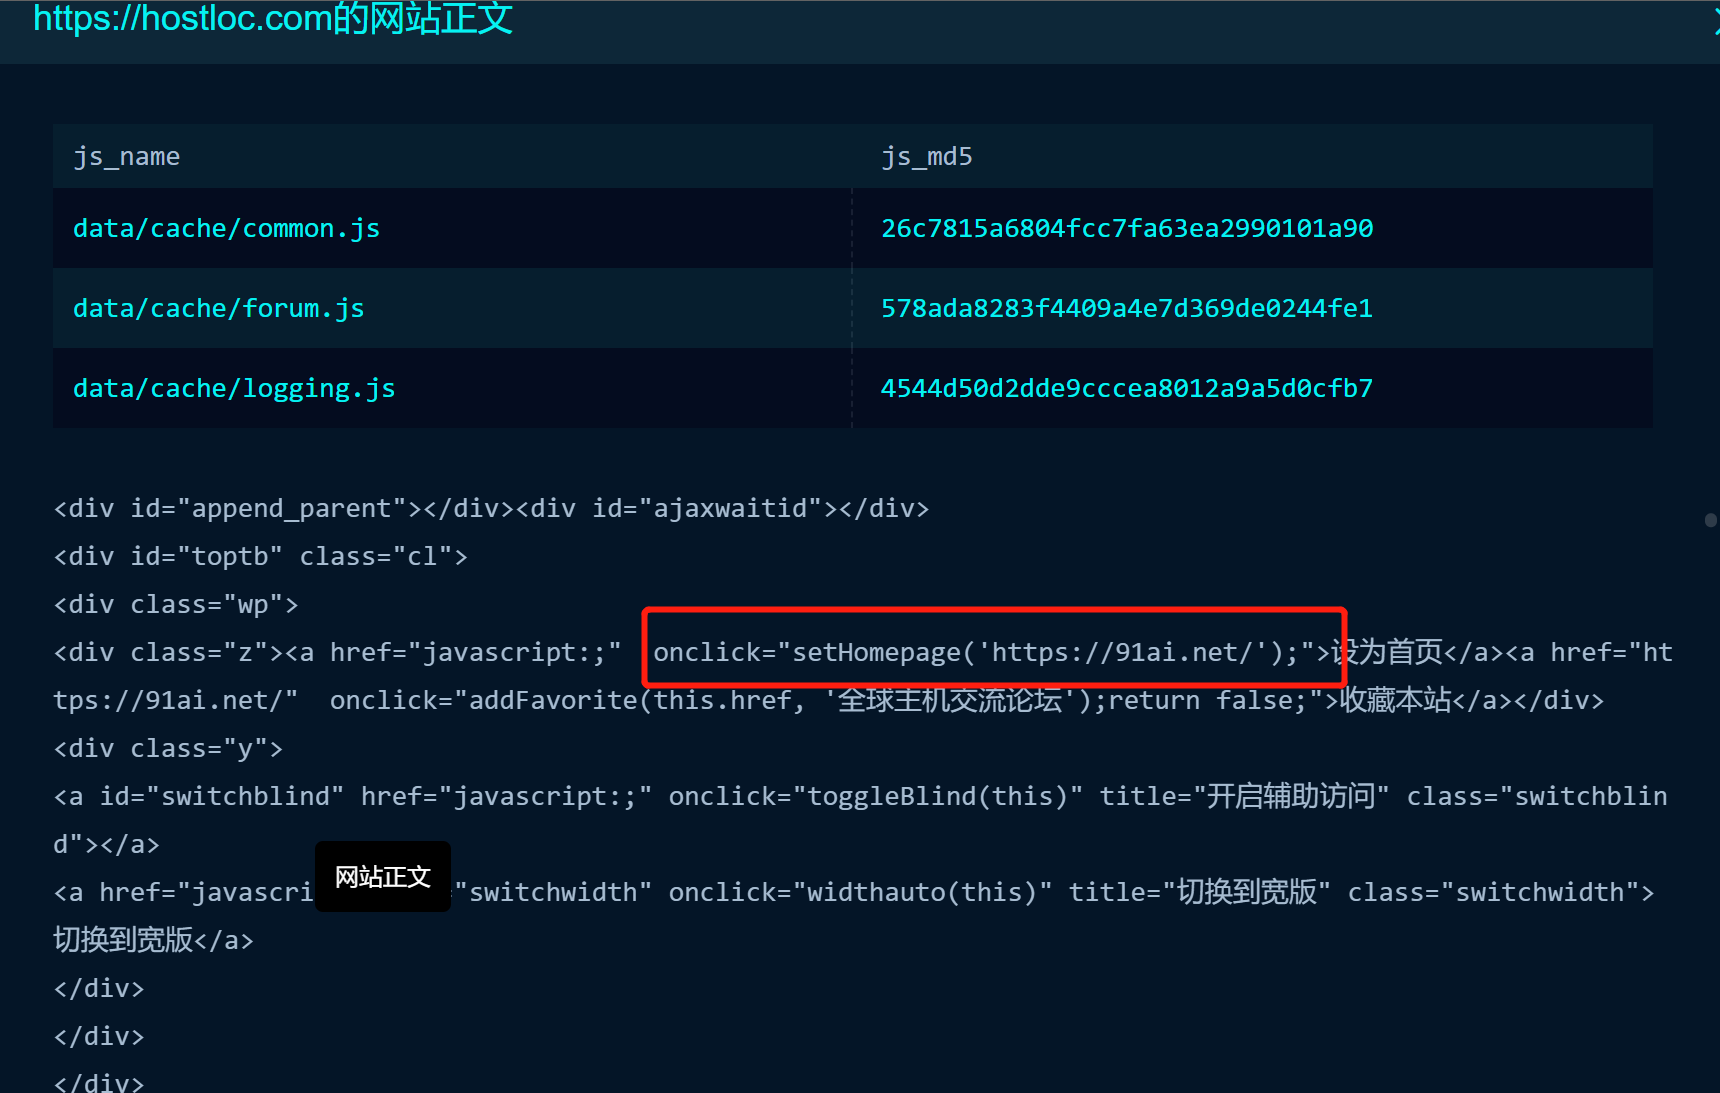 https://hostloc.com的网站正文
js_name js_md5
data/cache/common.js 26c7815a6804fcc7fa63ea2990101a90
data/cache/forum.js 578ada8283f4409a4e7d369de0244fe1
data/cache/logging.js 4544d50d2dde9cccea8012a9a5d0cfb7
<div id="append_parent"></div><div id="ajaxwaitid"></div>
<div id="toptb" class="cl">
<div class="wp">
<div class="z"><a href="javascript:;"  onclick="setHomepage('https://91ai.net/');">设为首页</a><a href="ht
tps://91ai.net/"  onclick="addFavorite(this.href, '全球主机交流论坛');return false;">收藏本站</a></div>
<div class="y">
<a id="switchblind" href="javascript:;" onclick="toggleBlind(this)" title="开启辅助访问" class="switchblin
d"></a>
网站正文
<a href="javascri "switchwidth" onclick="widthauto(this)" title="切换到宽版" class="switchwidth">
切换到宽版</a>
</div>
</div>
</div>